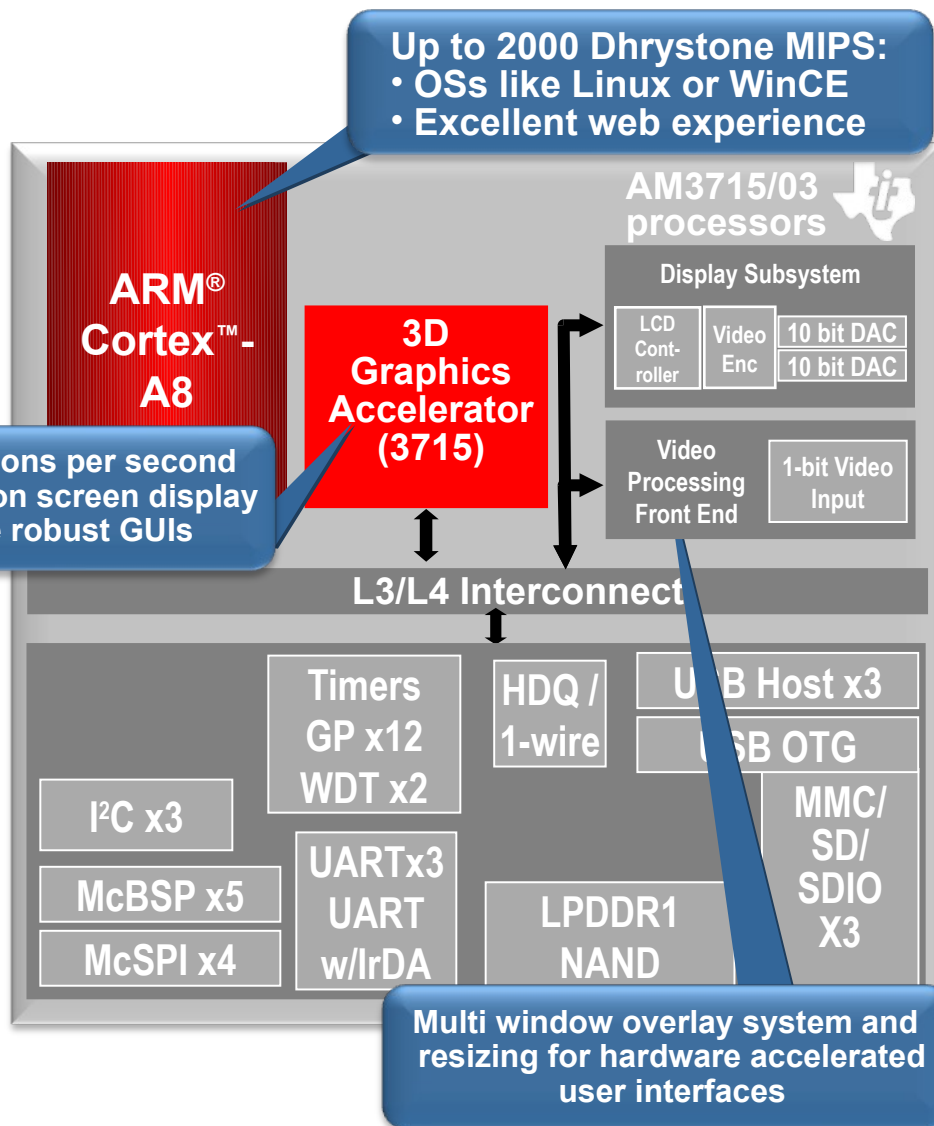 Up to 2000 Dhrystone MIPS:
• OSs like Linux or WinCE
• Excellent web experience
AM3715/03
processors
ARM®
Cortex™-
A8
3D
Graphics
Accelerator
(3715)
Display Subsystem
LCD
Cont-
roller
Video
Enc
10 bit DAC
10 bit DAC
Video
Processing
Front End
1-bit Video
Input
per second
on screen display
robust GUIs
L3/L4 Interconnect
Timers
GP x12
WDT x2
HDQ /
1-wire
USB Host x3
USB OTG
I²C x3
McBSP x5
McSPI x4
UARTx3
UART
w/IrDA
LPDDR1
NAND
MMC/
SD/
SDIO
X3
Multi window overlay system and
resizing for hardware accelerated
user interfaces